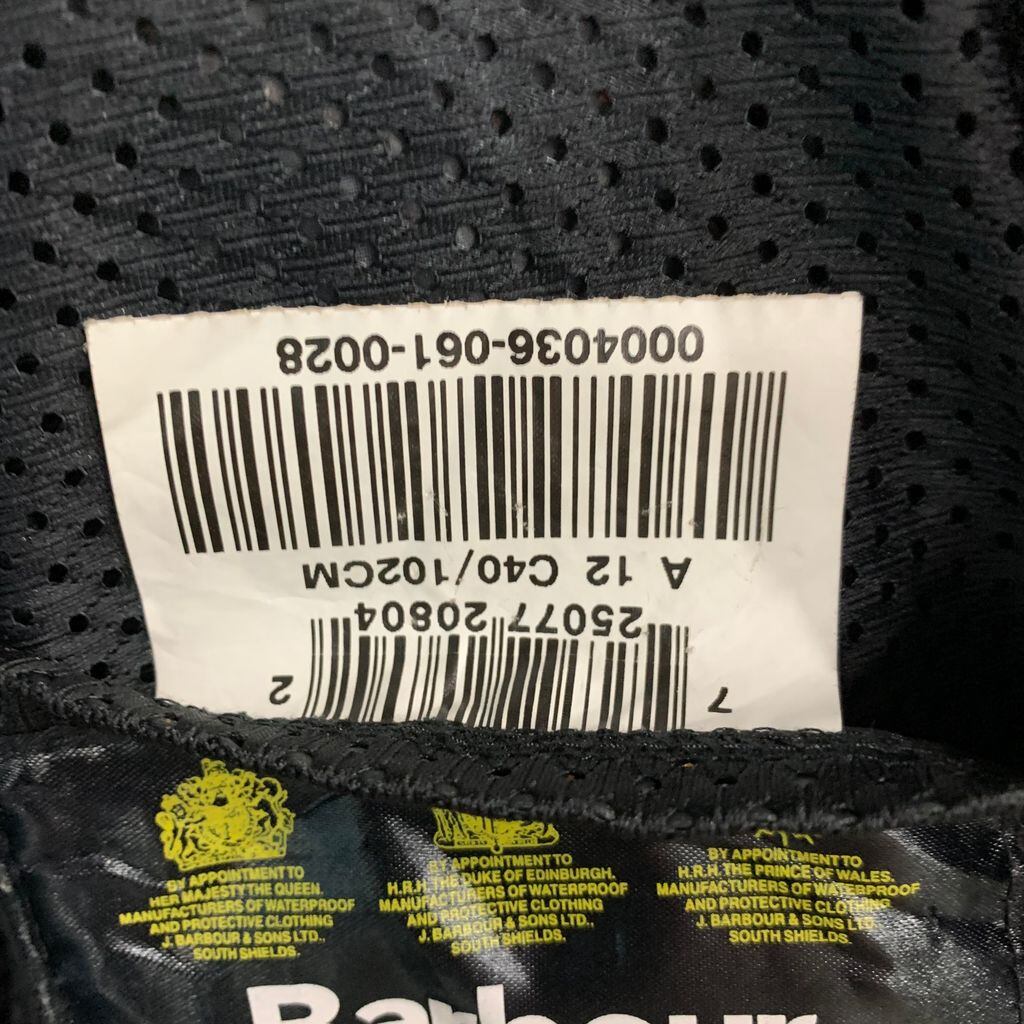 0004036-061-0028
A 12 C40/102CM
25077 20804
7
2
BY APPOINTMENT TO
HER MAJESTY THE QUEEN.
MANUFACTURERS OF WATERPROOF
AND PROTECTIVE CLOTHING
J. BARBOUR & SONS LTD.,
SOUTH SHIELDS.
BY APPOINTMENT TO
H.R.H. THE DUKE OF EDINBURGH.
MANUFACTURERS OF WATERPROOF
AND PROTECTIVE CLOTHING
J. BARBOUR & SONS LTD.,
SOUTH SHIELDS.
BY APPOINTMENT TO
H.R.H. THE PRINCE OF WALES.
MANUFACTURERS OF WATERPROOF
AND PROTECTIVE CLOTHING
J. BARBOUR & SONS LTD.
SOUTH SHIELDS.
Barbour